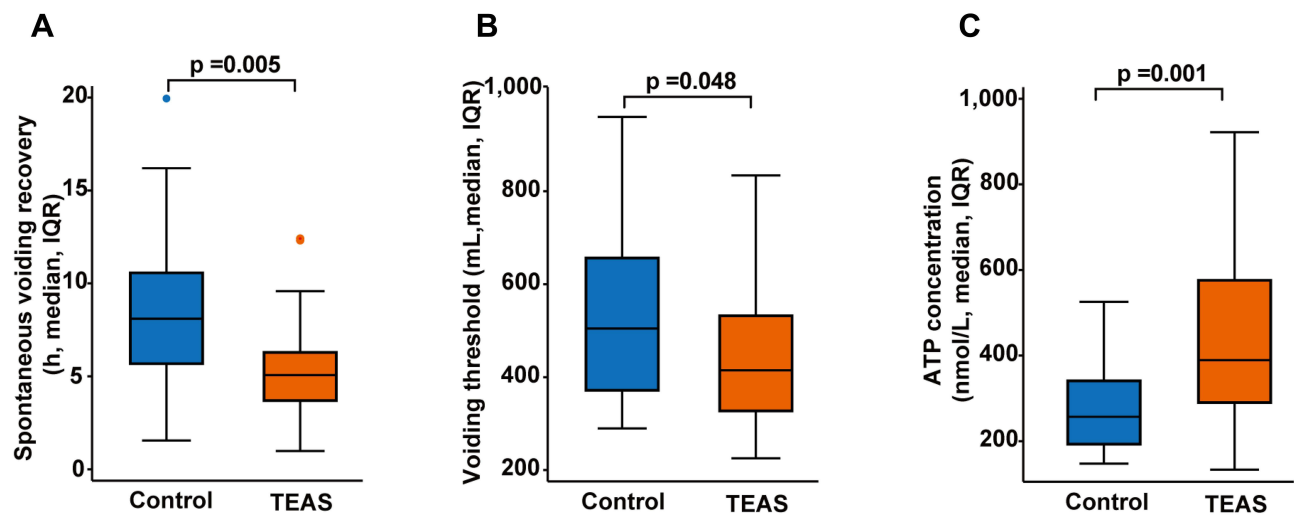 A
Spontaneous voiding recovery
(h, median, IQR)
p =0.005
20
15
10
5
0
Control
TEAS
B
Voiding threshold (mL,median, IQR)
p =0.048
1,000
800
600
400
200
Control
TEAS
C
ATP concentration
(nmol/L, median, IQR)
p =0.001
1,000
800
600
400
200
Control
TEAS